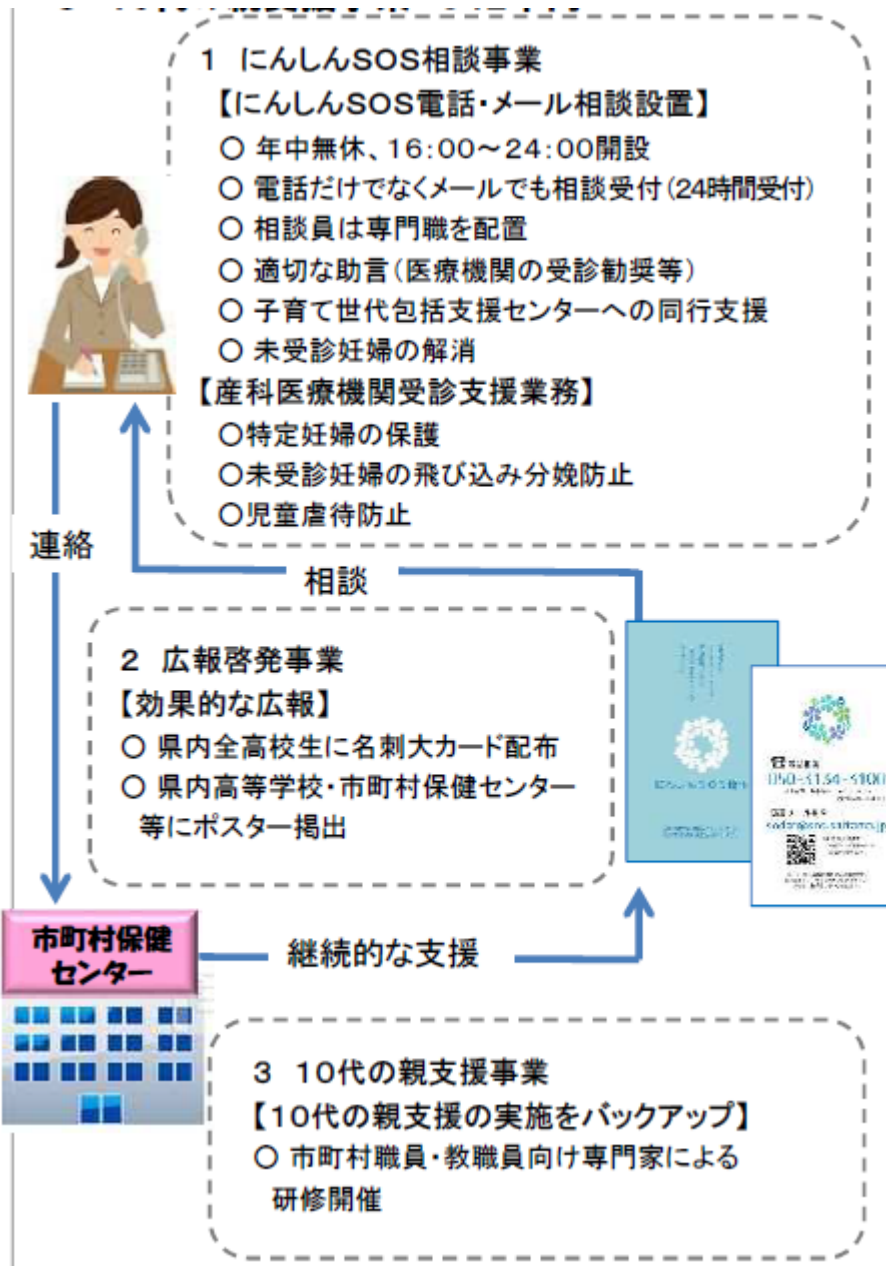 1 にんしんSOS相談事業
【にんしんSOS電話・メール相談設置】
○ 年中無休、16:00～24:00開設
○ 電話だけでなくメールでも相談受付(24時間受付)
○ 相談員は専門職を配置
○ 適切な助言(医療機関の受診勧奨等)
○ 子育て世代包括支援センターへの同行支援
○ 未受診妊婦の解消
【産科医療機関受診支援業務】
○特定妊婦の保護
○未受診妊婦の飛び込み分娩防止
○児童虐待防止
連絡
相談
2 広報啓発事業
【効果的な広報】
○ 県内全高校生に名刺大カード配布
○ 県内高等学校・市町村保健センター
等にポスター掲出
050-3134-3100
市町村保健
センター
継続的な支援
3 10代の親支援事業
【10代の親支援の実施をバックアップ】
○ 市町村職員・教職員向け専門家による
研修開催